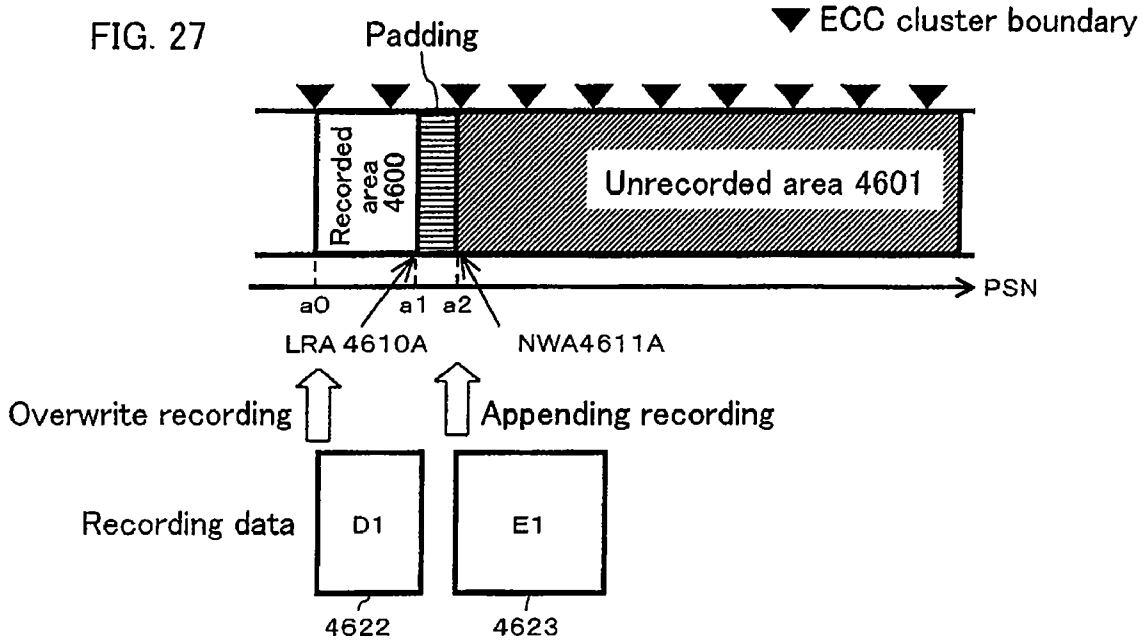 FIG. 27
▼ ECC cluster boundary
Padding
Recorded
area
4600
Unrecorded area 4601
PSN
a0 a1 a2
LRA 4610A NWA4611A
Overwrite recording Appending recording
Recording data D1 E1
4622 4623